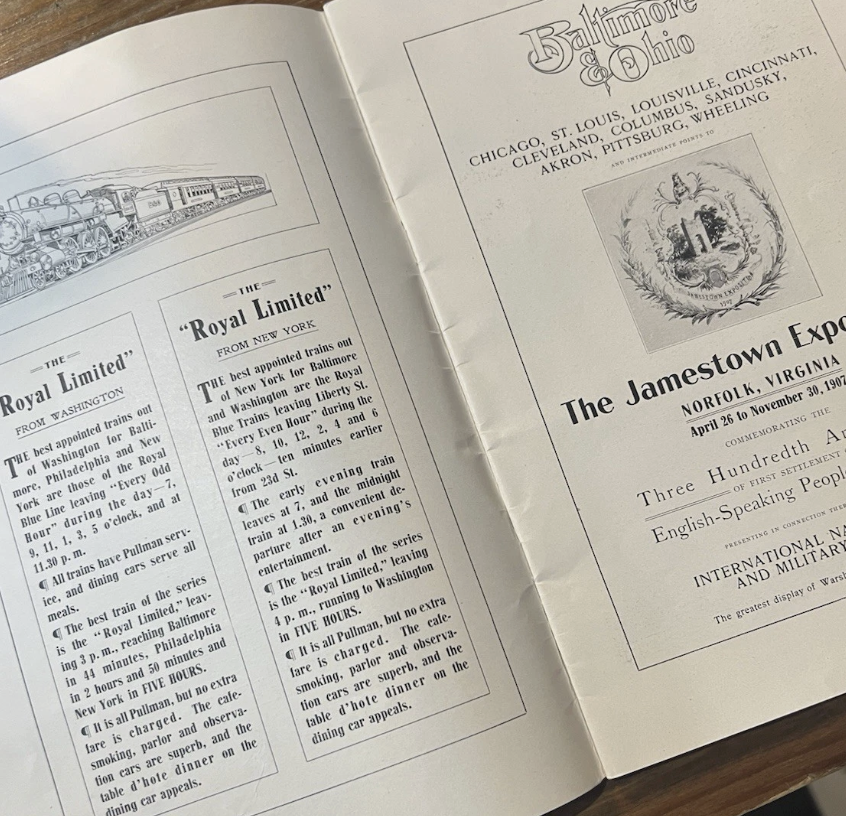 THE
"Royal Limited"
FROM WASHINGTON
THE best appointed trains out
of Washington for Balti-
more, Philadelphia and New
York are those of the Royal
Blue Line leaving "Every Odd
Hour" during the day—7,
9, 11, 1, 3, 5 o'clock, and at
11.30 p. m.
¶ All trains have Pullman serv-
ice, and dining cars serve all
meals.
¶ The best train of the series
is the "Royal Limited," leav-
ing 3 p. m., reaching Baltimore
in 44 minutes, Philadelphia
in 2 hours and 50 minutes and
New York in FIVE HOURS.
¶ It is all Pullman, but no extra
fare is charged. The cafe-
smoking, parlor and observa-
tion cars are superb, and the
table d'hote dinner on the
dining car appeals.
THE
"Royal Limited"
FROM NEW YORK
THE best appointed trains out
of New York for Baltimore
and Washington are the Royal
Blue Trains leaving Liberty St.
"Every Even Hour" during the
day—8, 10, 12, 2, 4 and 6
o'clock—ten minutes earlier
from 23d St.
¶ The early evening train
leaves at 7, and the midnight
train at 1.30, a convenient de-
parture after an evening's
entertainment.
¶ The best train of the series
is the "Royal Limited," leaving
4 p. m., running to Washington
in FIVE HOURS.
¶ It is all Pullman, but no extra
fare is charged. The cafe-
smoking, parlor and observa-
tion cars are superb, and the
table d'hote dinner on the
dining car appeals.
Baltimore
& Ohio
CHICAGO, ST. LOUIS, LOUISVILLE, CINCINNATI,
CLEVELAND, COLUMBUS, SANDUSKY,
AKRON, PITTSBURG, WHEELING
AND INTERMEDIATE POINTS TO
JAMESTOWN EXPOSITION
1907
The Jamestown Expo
NORFOLK, VIRGINIA
April 26 to November 30, 1907
COMMEMORATING THE
Three Hundredth An
OF FIRST SETTLEMENT
English-Speaking People
PRESENTING IN CONNECTION THER
INTERNATIONAL NA
AND MILITARY
The greatest display of Warsh